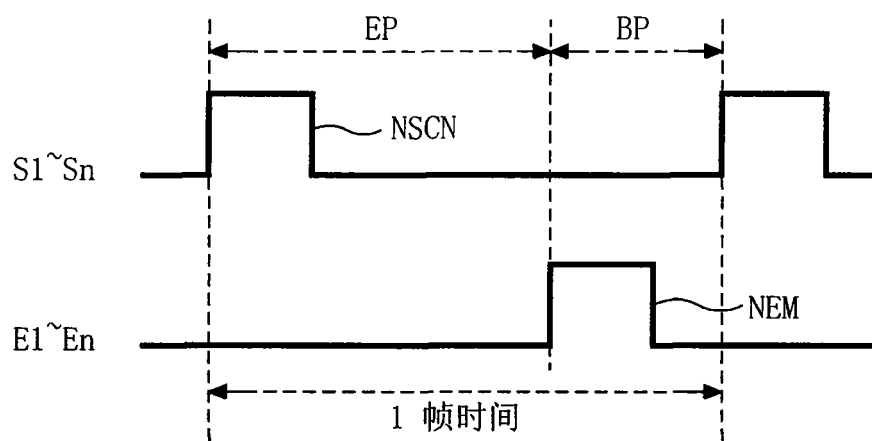 EP
BP
NSCN
S1~Sn
NEM
E1~En
1 帧时间